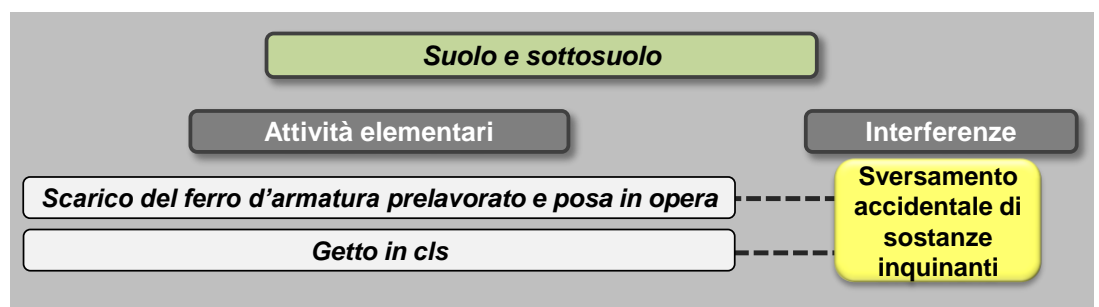 Suolo e sottosuolo
Attività elementari
Interferenze
Scarico del ferro d’armatura prelavorato e posa in opera
Getto in cls
Sversamento
accidentale di
sostanze
inquinanti